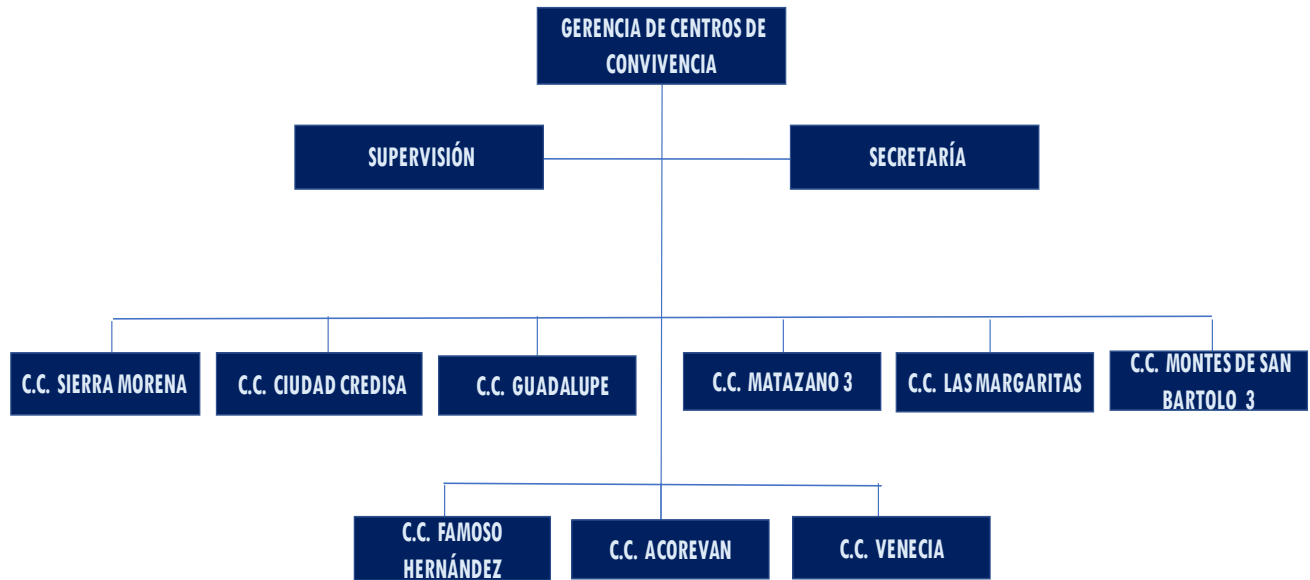 GERENCIA DE CENTROS DE
CONVIVENCIA
SUPERVISIÓN
SECRETARÍA
C.C. SIERRA MORENA
C.C. CIUDAD CREDISA
C.C. GUADALUPE
C.C. MATAZANO 3
C.C. LAS MARGARITAS
C.C. MONTES DE SAN
BARTOLO 3
C.C. FAMOSO
HERNÁNDEZ
C.C. ACOREVAN
C.C. VENECIA